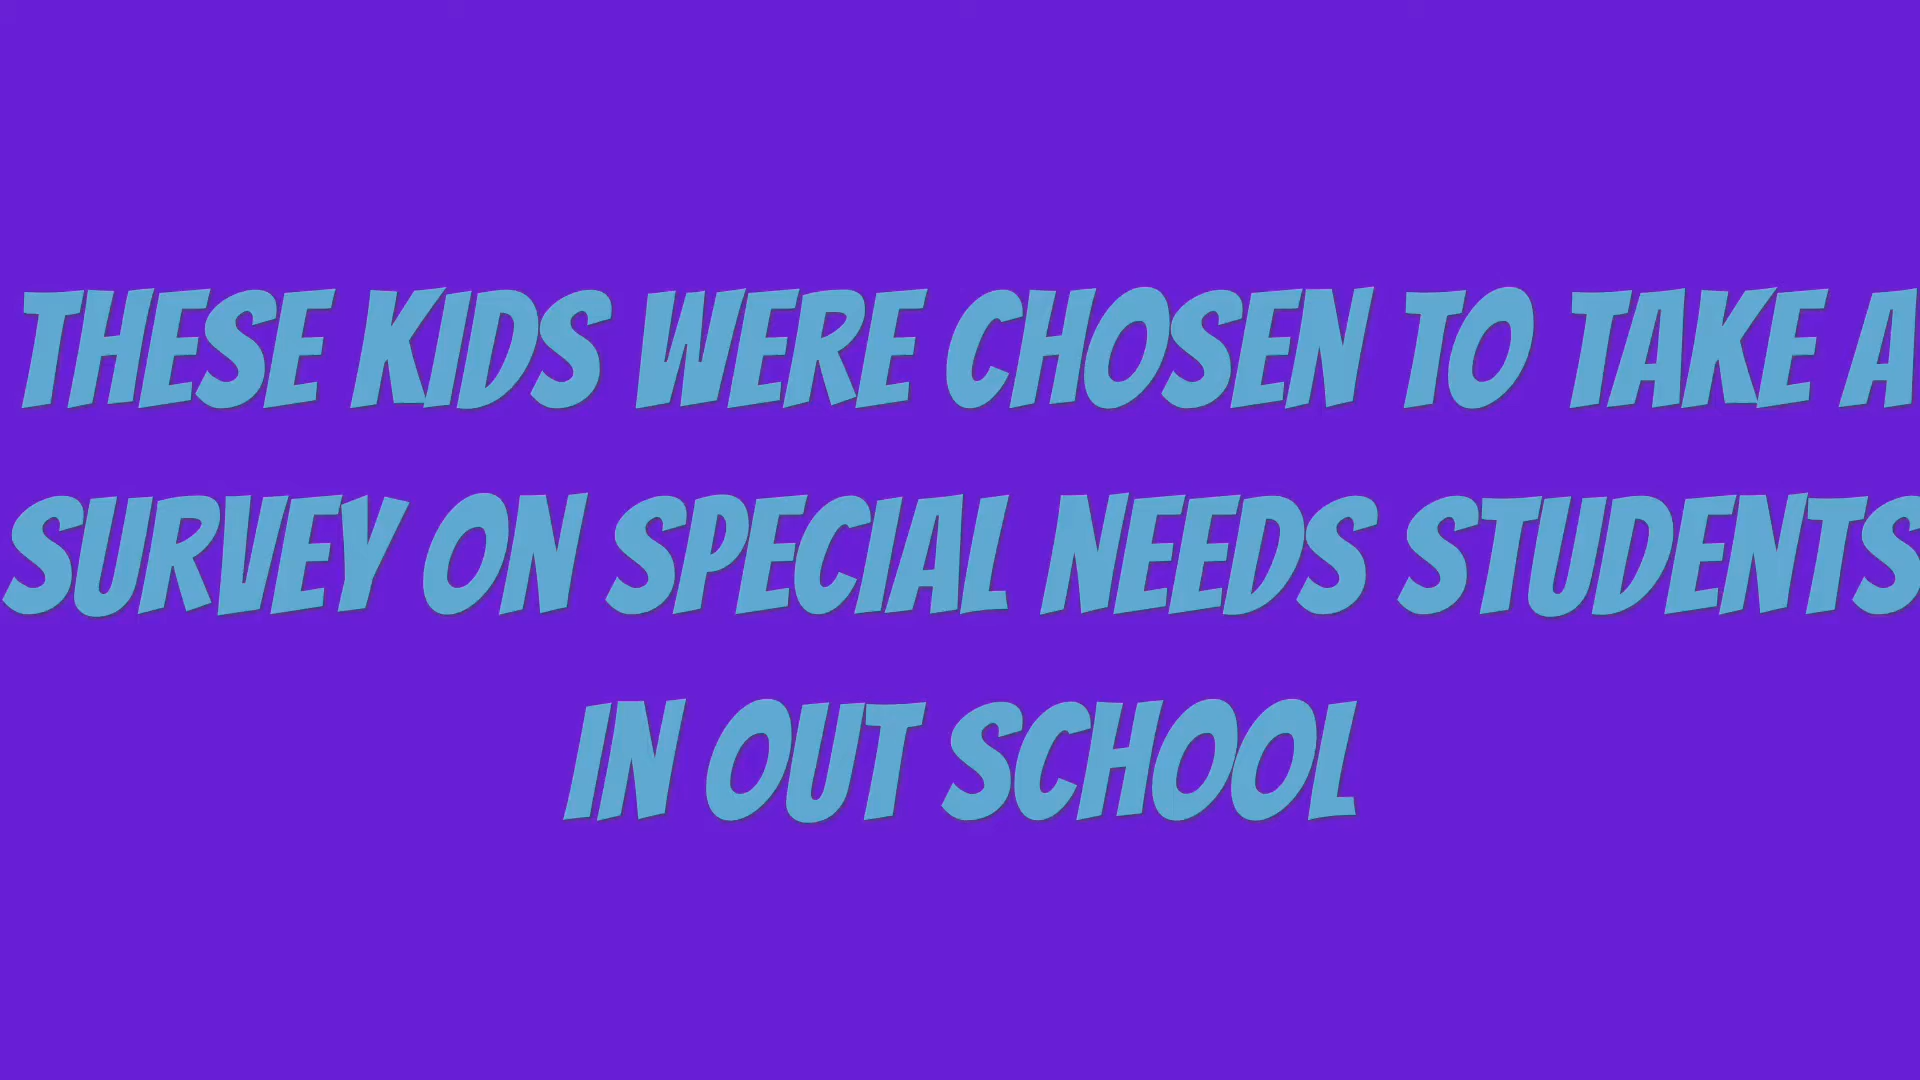 THESE KIDS WERE CHOSEN TO TAKE A
SURVEY ON SPECIAL NEEDS STUDENTS
IN OUT SCHOOL